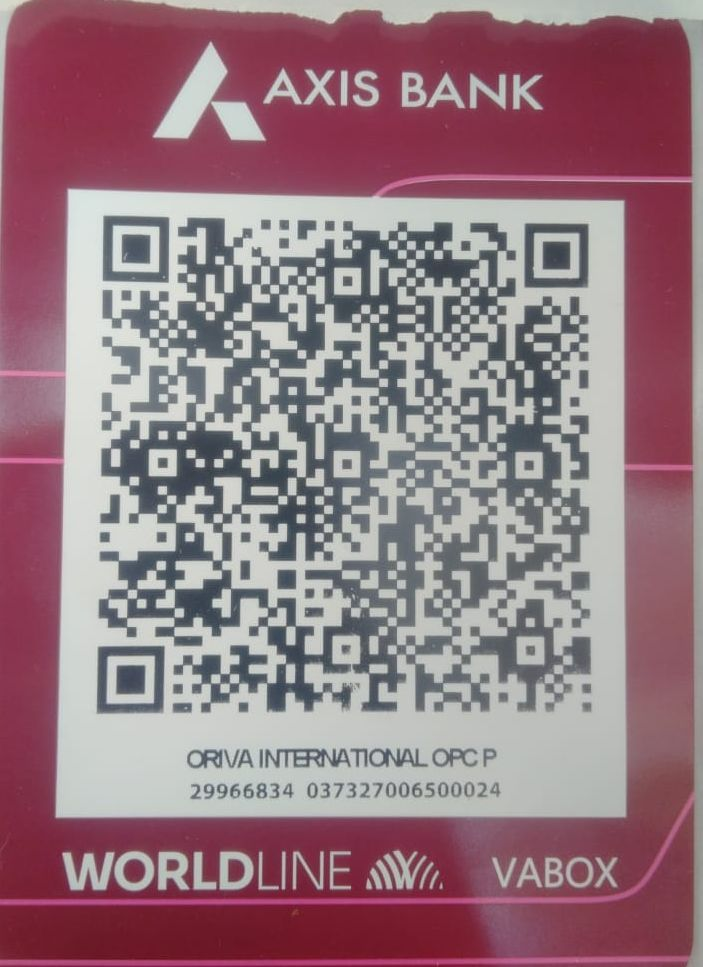 AXIS BANK
ORIVA INTERNATIONAL OPC P
29966834 037327006500024
WORLDLINE VABOX